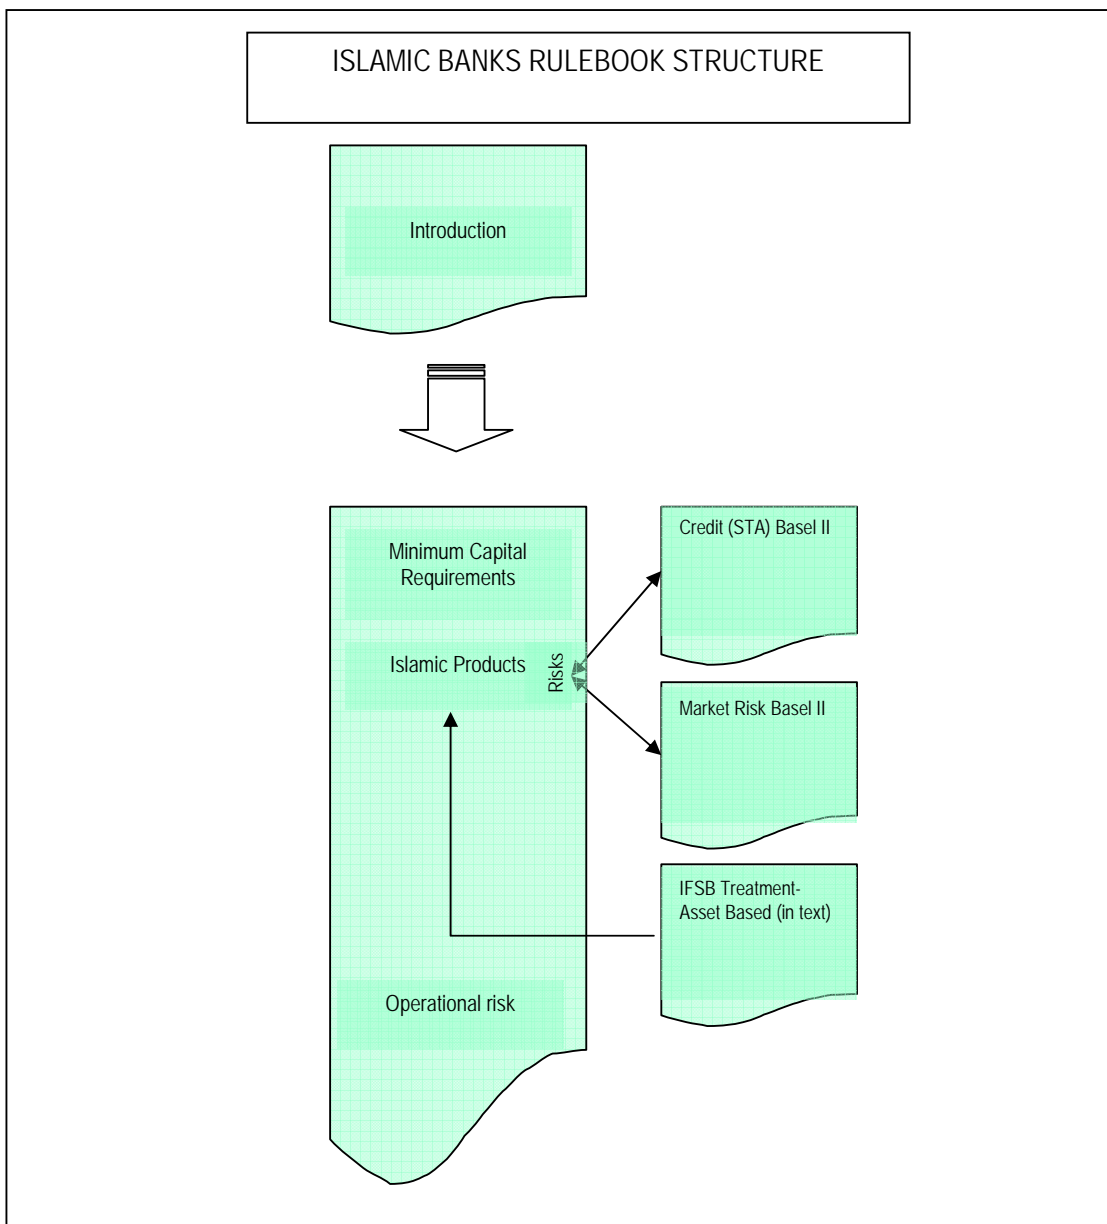 ISLAMIC BANKS RULEBOOK STRUCTURE
Introduction
Minimum Capital
Requirements
Islamic Products
Risks
Operational risk
Credit (STA) Basel II
Market Risk Basel II
IFSB Treatment-
Asset Based (in text)